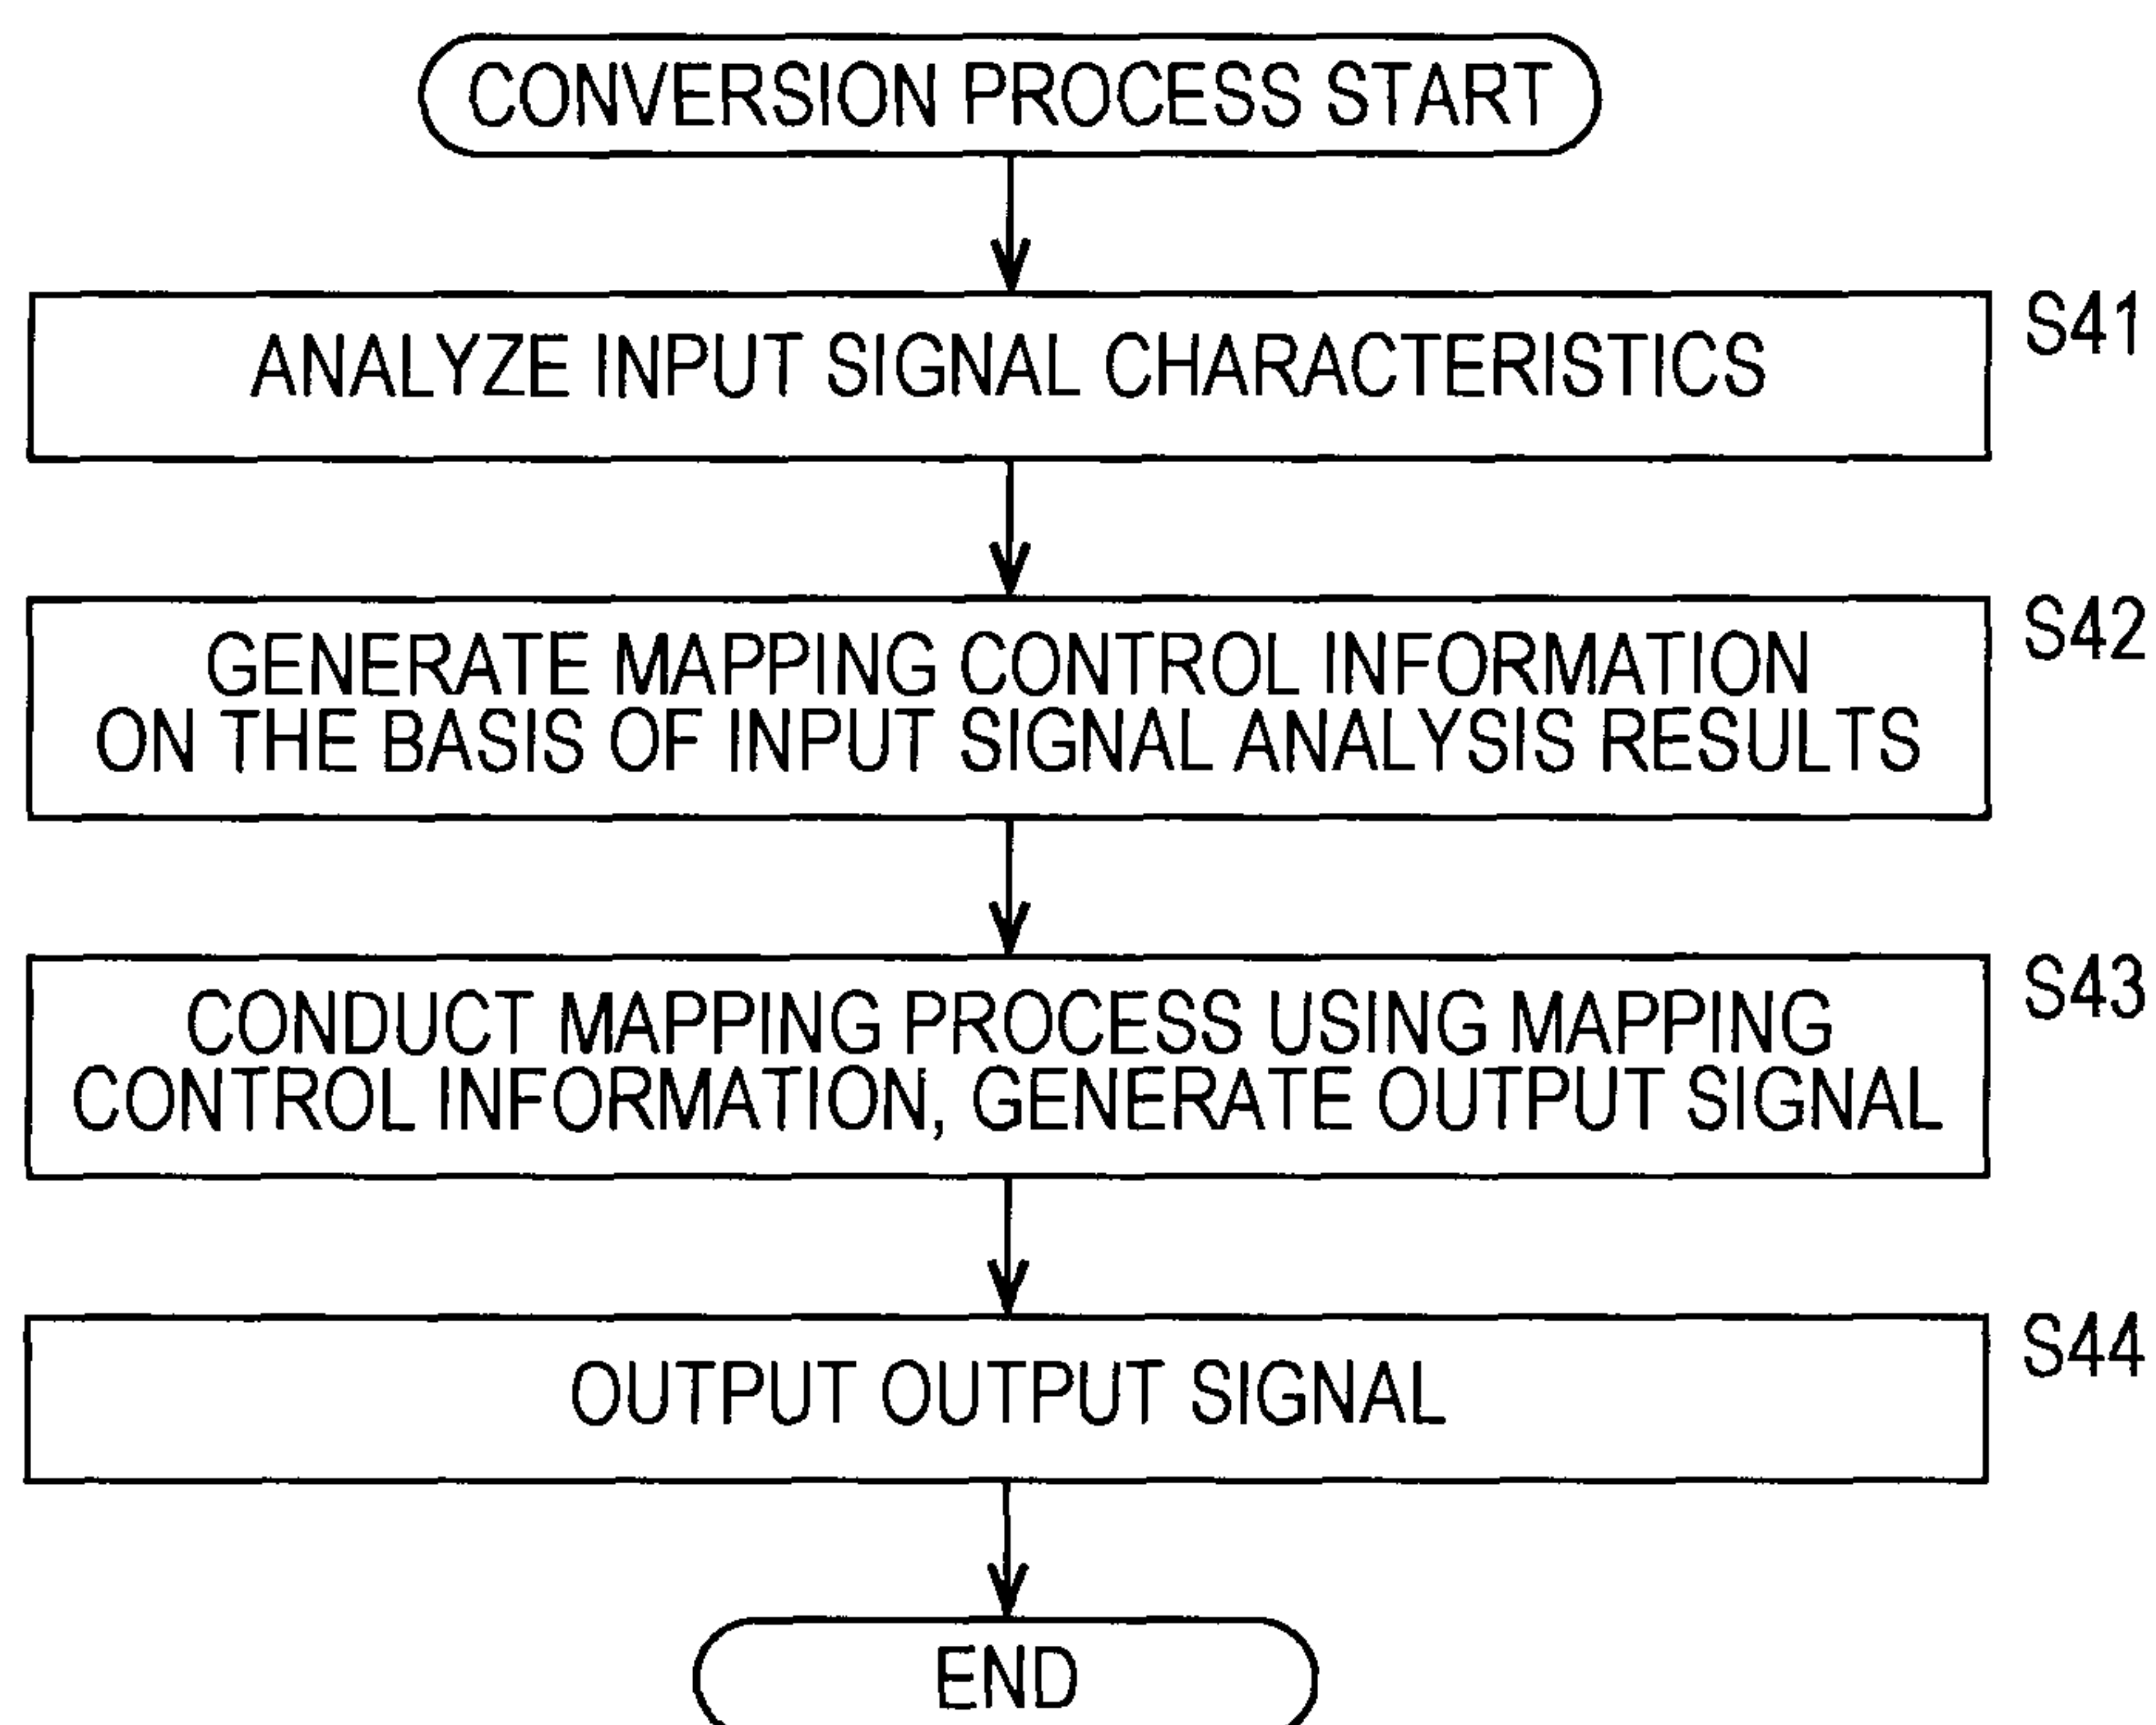 CONVERSION PROCESS START
ANALYZE INPUT SIGNAL CHARACTERISTICS
S41
GENERATE MAPPING CONTROL INFORMATION
ON THE BASIS OF INPUT SIGNAL ANALYSIS RESULTS
S42
CONDUCT MAPPING PROCESS USING MAPPING
CONTROL INFORMATION, GENERATE OUTPUT SIGNAL
S43
OUTPUT OUTPUT SIGNAL
S44
END